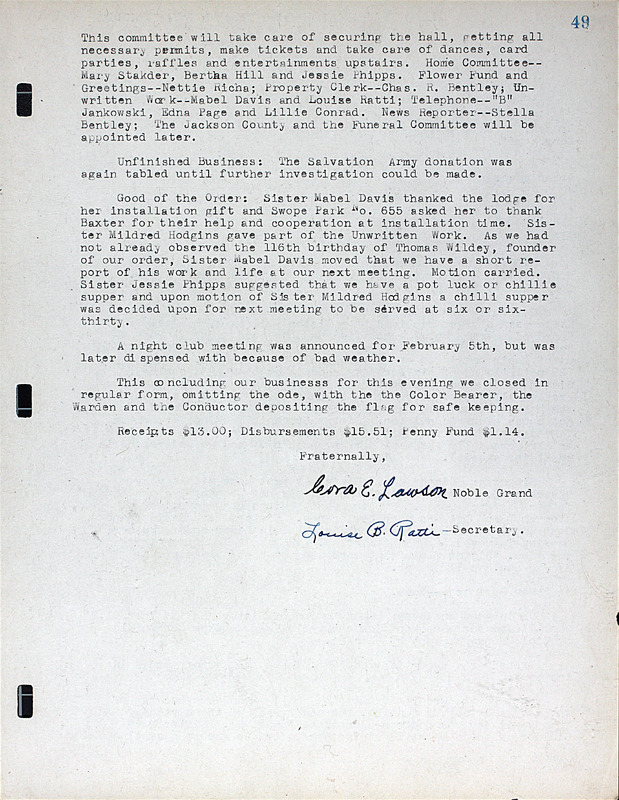 49
This committee will take care of securing the hall, getting all
necessary permits, make tickets and take care of dances, card
parties, raffles and entertainments upstairs. Home Committee--
Mary Stakder, Bertha Hill and Jessie Phipps. Flower Fund and
Greetings--Nettie Richa; Property Clerk--Chas. R. Bentley; Un-
written Work--Mabel Davis and Louise Ratti; Telephone--"B"
Jankowski, Edna Page and Lillie Conrad. News Reporter--Stella
Bentley; The Jackson County and the Funeral Committee will be
appointed later.
Unfinished Business: The Salvation Army donation was
again tabled until further investigation could be made.
Good of the Order: Sister Mabel Davis thanked the lodge for
her installation gift and Swope Park No. 655 asked her to thank
Baxter for their help and cooperation at installation time. Sis-
ter Mildred Hodgins gave part of the Unwritten Work. As we had
not already observed the 116th birthday of Thomas Wildey, founder
of our order, Sister Mabel Davis moved that we have a short re-
port of his work and life at our next meeting. Motion carried.
Sister Jessie Phipps suggested that we have a pot luck or chillie
supper and upon motion of Sister Mildred Hodgins a chilli supper
was decided upon for next meeting to be served at six or six-
thirty.
A night club meeting was announced for February 5th, but was
later dispensed with because of bad weather.
This concluding our businesss for this evening we closed in
regular form, omitting the ode, with the the Color Bearer, the
Warden and the Conductor depositing the flag for safe keeping.
Receipts $13.00; Disbursements $15.51; Penny Fund $1.14.
Fraternally,
Cora E. Lawson Noble Grand
Louise B. Ratti—Secretary.